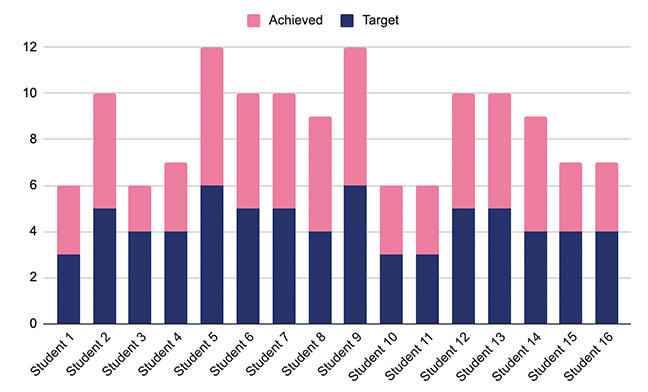 Achieved Target
12
10
8
6
4
2
0
Student 1
Student 2
Student 3
Student 4
Student 5
Student 6
Student 7
Student 8
Student 9
Student 10
Student 11
Student 12
Student 13
Student 14
Student 15
Student 16